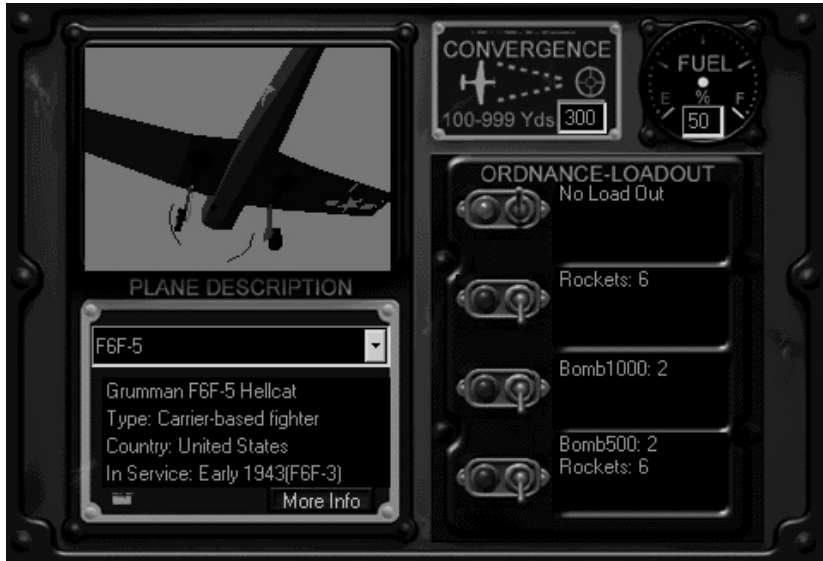 CONVERGENCE
100-999 Yds
300
FUEL
E % F
50
PLANE DESCRIPTION
F6F-5
Grumman F6F-5 Hellcat
Type: Carrier-based fighter
Country: United States
In Service: Early 1943(F6F-3)
More Info
ORDNANCE-LOADOUT
No Load Out
Rockets: 6
Bomb1000: 2
Bomb500: 2
Rockets: 6